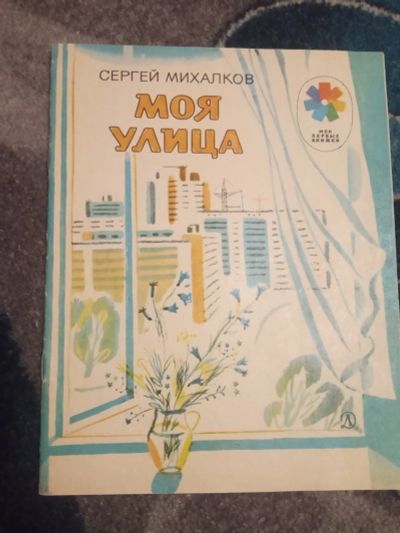 СЕРГЕЙ МИХАЛКОВ
МОЯ
УЛИЦА
МОИ
ПЕРВЫЕ
КНИЖКИ
Д